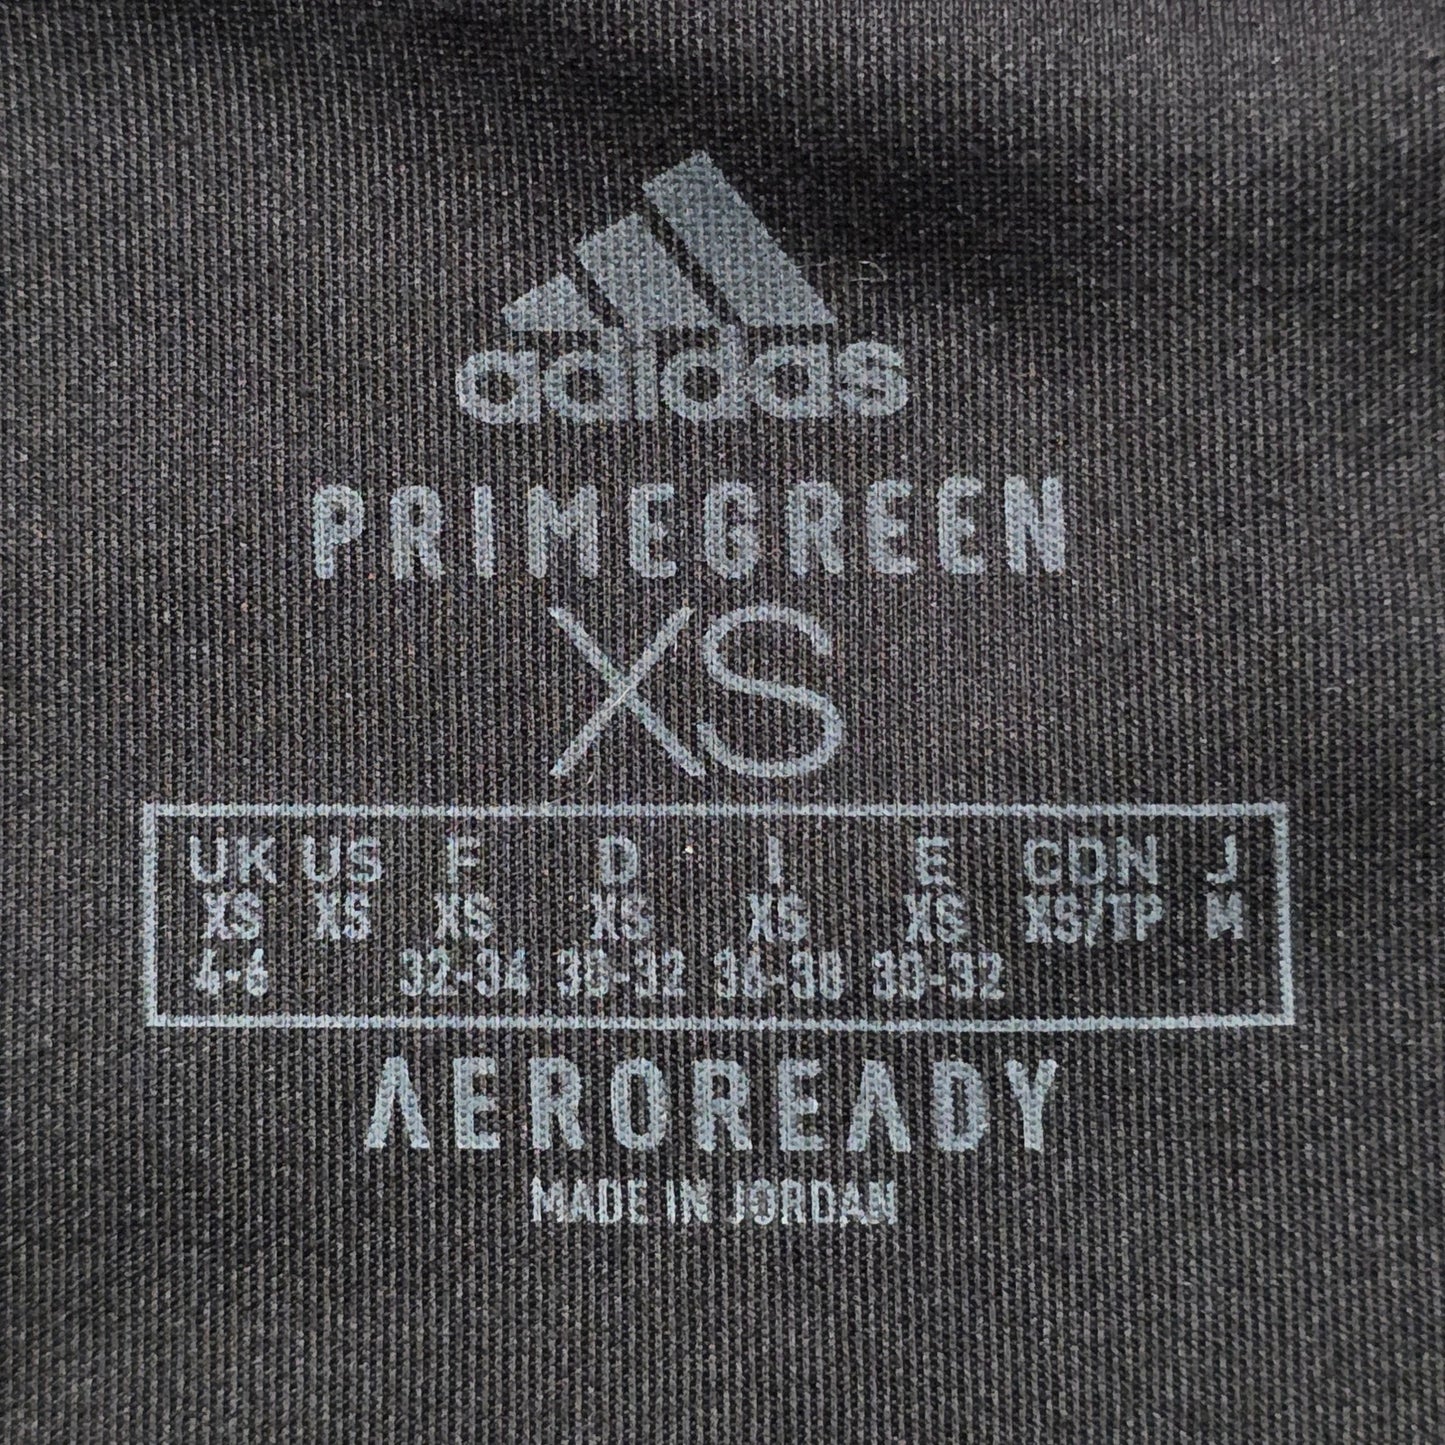 adidas
PRIMEGREEN
XS
UK US F D I E CDN J
XS XS XS XS XS XS XS/TP M
4-6 32-34 30-32 36-38 30-32
AEROREADY
MADE IN JORDAN